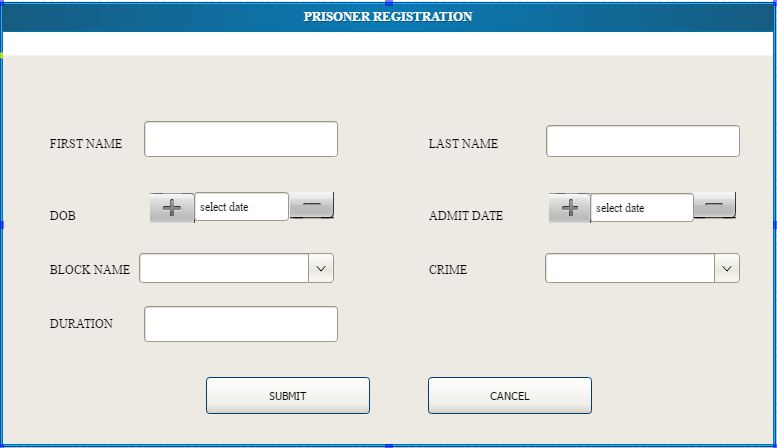 PRISONER REGISTRATION
FIRST NAME
LAST NAME
DOB
select date
ADMIT DATE
select date
BLOCK NAME
CRIME
DURATION
SUBMIT
CANCEL